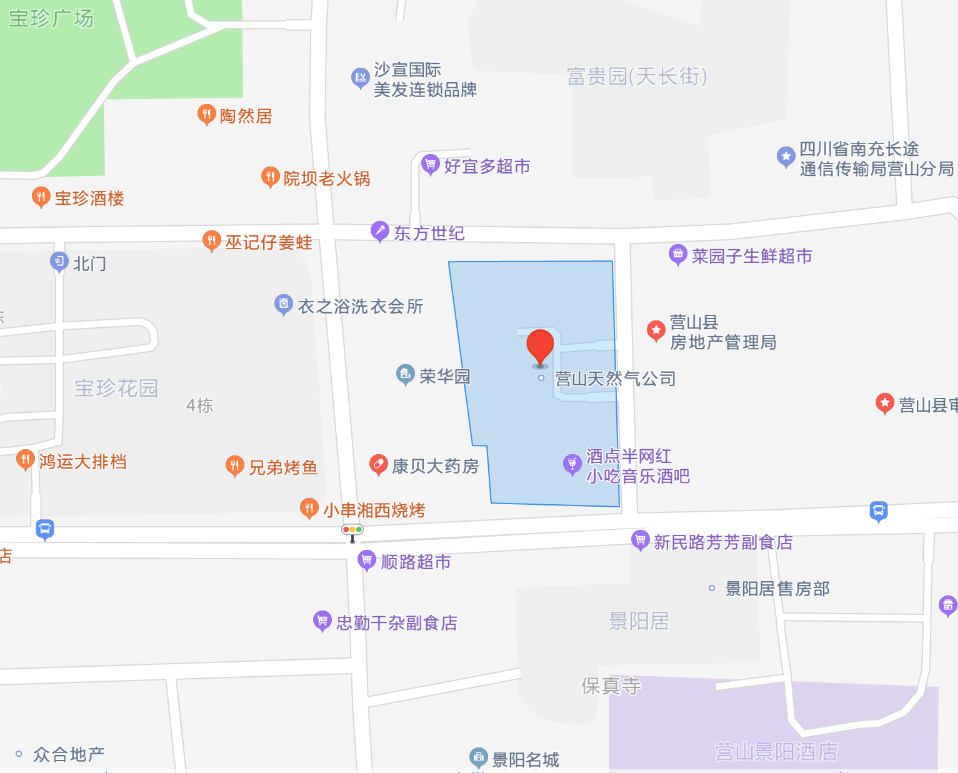 宝珍广场
沙宣国际
美发连锁品牌
富贵园(天长街)
陶然居
四川省南充长途
通信传输局营山分局
好宜多超市
院坝老火锅
宝珍酒楼
东方世纪
巫记仔姜蛙
菜园子生鲜超市
北门
衣之浴洗衣会所
营山县
房地产管理局
荣华园
营山天然气公司
宝珍花园
4栋
营山县审
酒点半网红
小吃音乐酒吧
鸿运大排档
兄弟烤鱼
康贝大药房
小串湘西烧烤
新民路芳芳副食店
店
顺路超市
景阳居售房部
忠勤干杂副食店
景阳居
保真寺
营山景阳酒店
众合地产
景阳名城